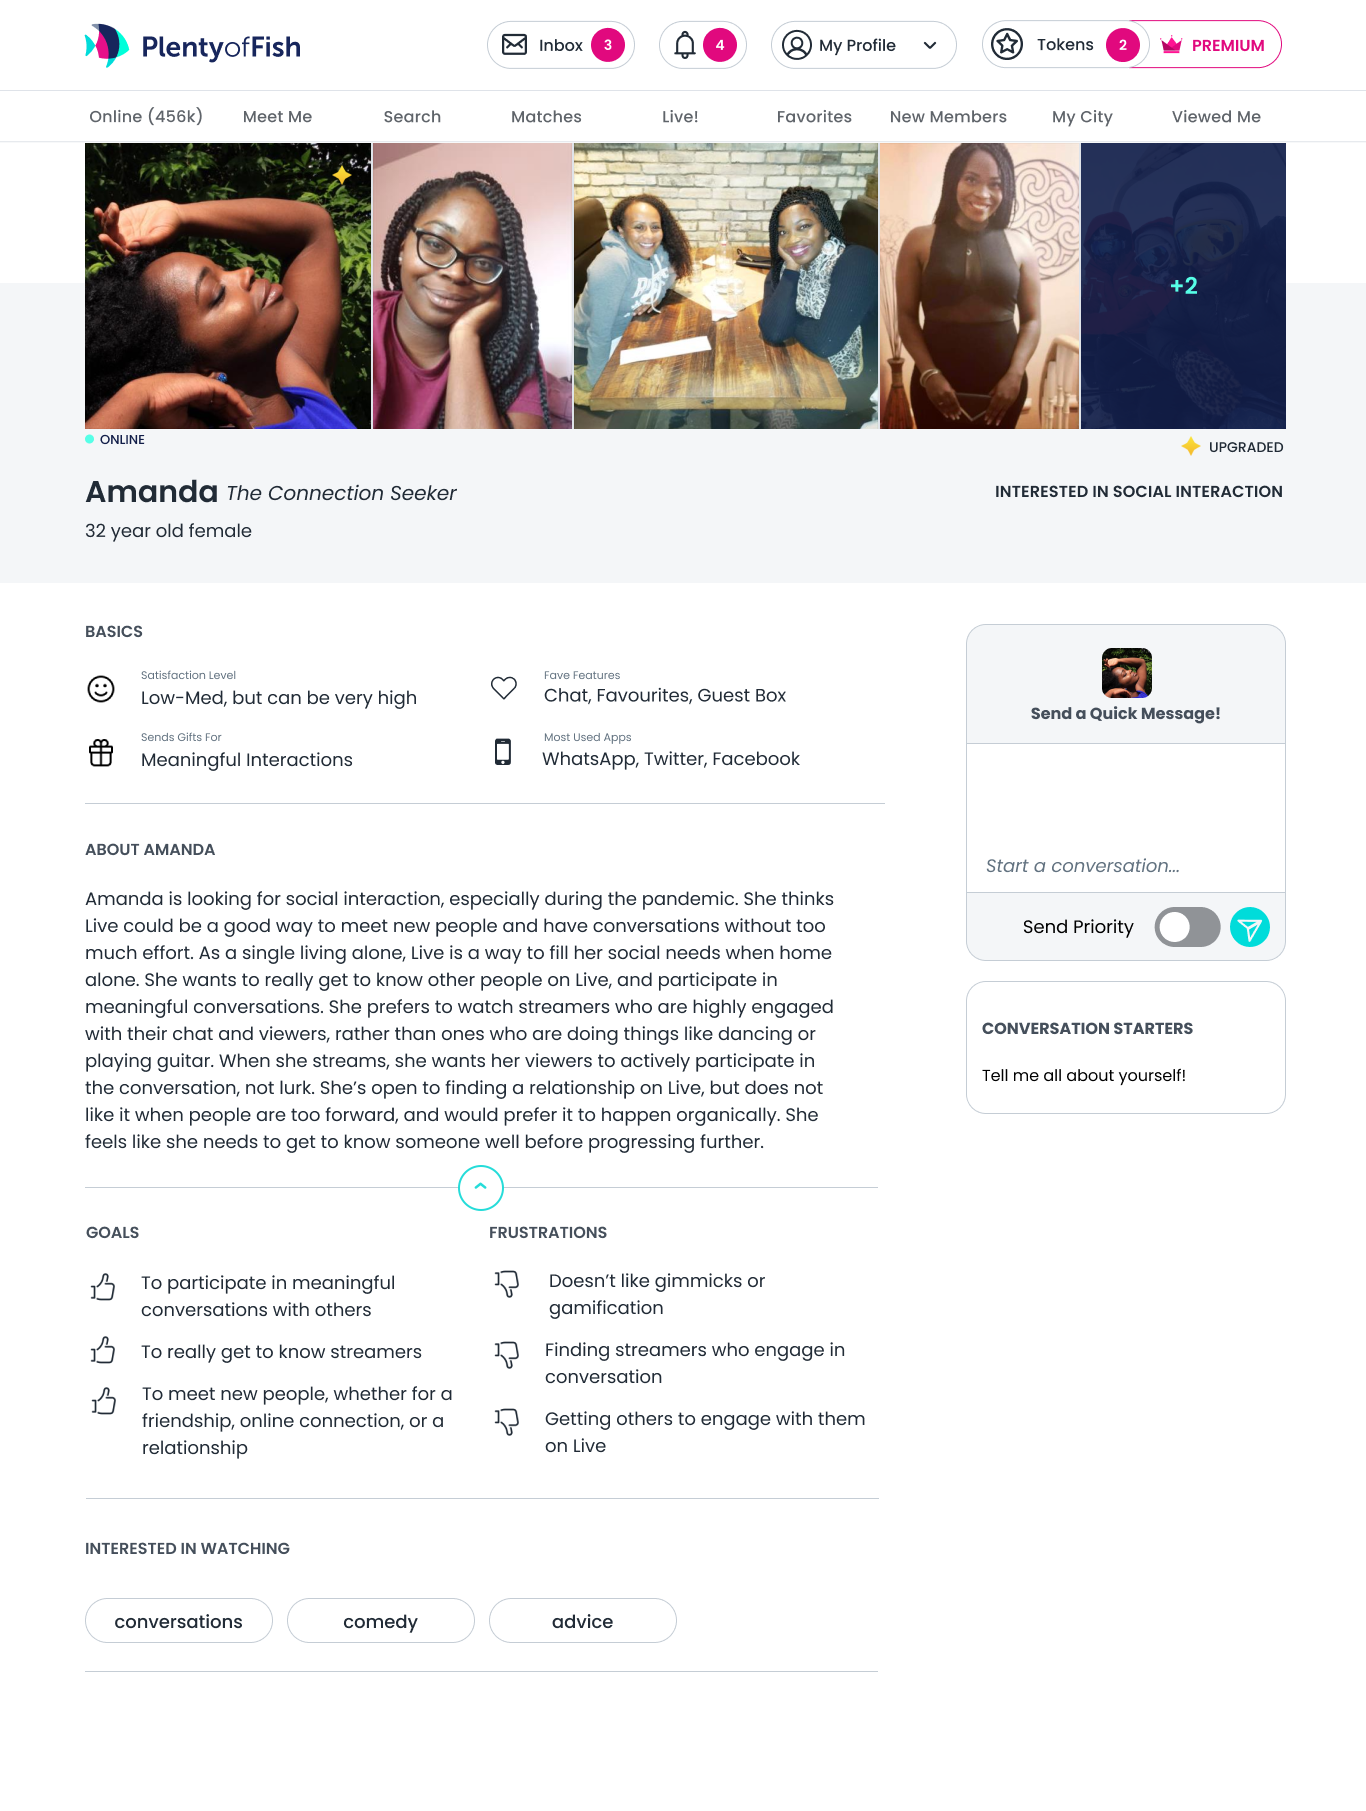 PlentyofFish
Inbox 3
4
My Profile
Tokens 2
PREMIUM
Online (456k) Meet Me Search Matches Live! Favorites New Members My City Viewed Me
+2
ONLINE
UPGRADED
Amanda The Connection Seeker
INTERESTED IN SOCIAL INTERACTION
32 year old female
BASICS
Satisfaction Level
Low-Med, but can be very high
Fave Features
Chat, Favourites, Guest Box
Sends Gifts For
Meaningful Interactions
Most Used Apps
WhatsApp, Twitter, Facebook
ABOUT AMANDA
Amanda is looking for social interaction, especially during the pandemic. She thinks
Live could be a good way to meet new people and have conversations without too
much effort. As a single living alone, Live is a way to fill her social needs when home
alone. She wants to really get to know other people on Live, and participate in
meaningful conversations. She prefers to watch streamers who are highly engaged
with their chat and viewers, rather than ones who are doing things like dancing or
playing guitar. When she streams, she wants her viewers to actively participate in
the conversation, not lurk. She’s open to finding a relationship on Live, but does not
like it when people are too forward, and would prefer it to happen organically. She
feels like she needs to get to know someone well before progressing further.
GOALS
To participate in meaningful
conversations with others
To really get to know streamers
To meet new people, whether for a
friendship, online connection, or a
relationship
FRUSTRATIONS
Doesn’t like gimmicks or
gamification
Finding streamers who engage in
conversation
Getting others to engage with them
on Live
INTERESTED IN WATCHING
conversations
comedy
advice
Send a Quick Message!
Start a conversation...
Send Priority
CONVERSATION STARTERS
Tell me all about yourself!